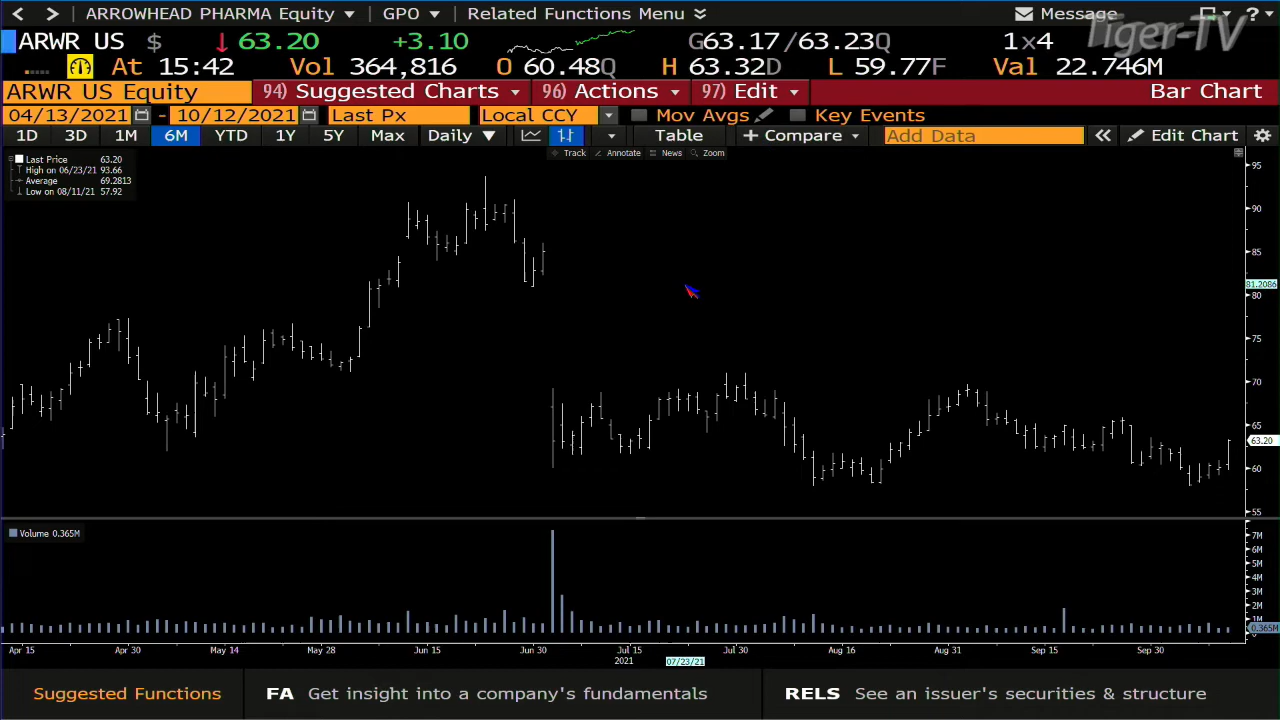 ARROWHEAD PHARMA Equity GPO Related Functions Menu Message ?
Tiger-TV
ARWR US $ 63.20 +3.10 G63.17/63.23Q 1x4
At 15:42 Vol 364,816 O 60.48Q H 63.32D L 59.77F Val 22.746M
ARWR US Equity 94) Suggested Charts 96) Actions 97) Edit Bar Chart
04/13/2021 - 10/12/2021 Last Px Local CCY Mov Avgs Key Events
1D 3D 1M 6M YTD 1Y 5Y Max Daily Table + Compare Add Data Edit Chart
Track Annotate News Zoom
Last Price 63.20
High on 06/23/21 93.66
Average 69.2813
Low on 08/11/21 57.92
95
90
85
81.2086
80
75
70
65
63.20
60
55
Volume 0.365M
7M
6M
5M
4M
3M
2M
1M
0.365M
Apr 15 Apr 30 May 14 May 28 Jun 15 Jun 30 Jul 15 Jul 30 Aug 16 Aug 31 Sep 15 Sep 30
2021 07/23/21
Suggested Functions FA Get insight into a company's fundamentals RELS See an issuer's securities & structure